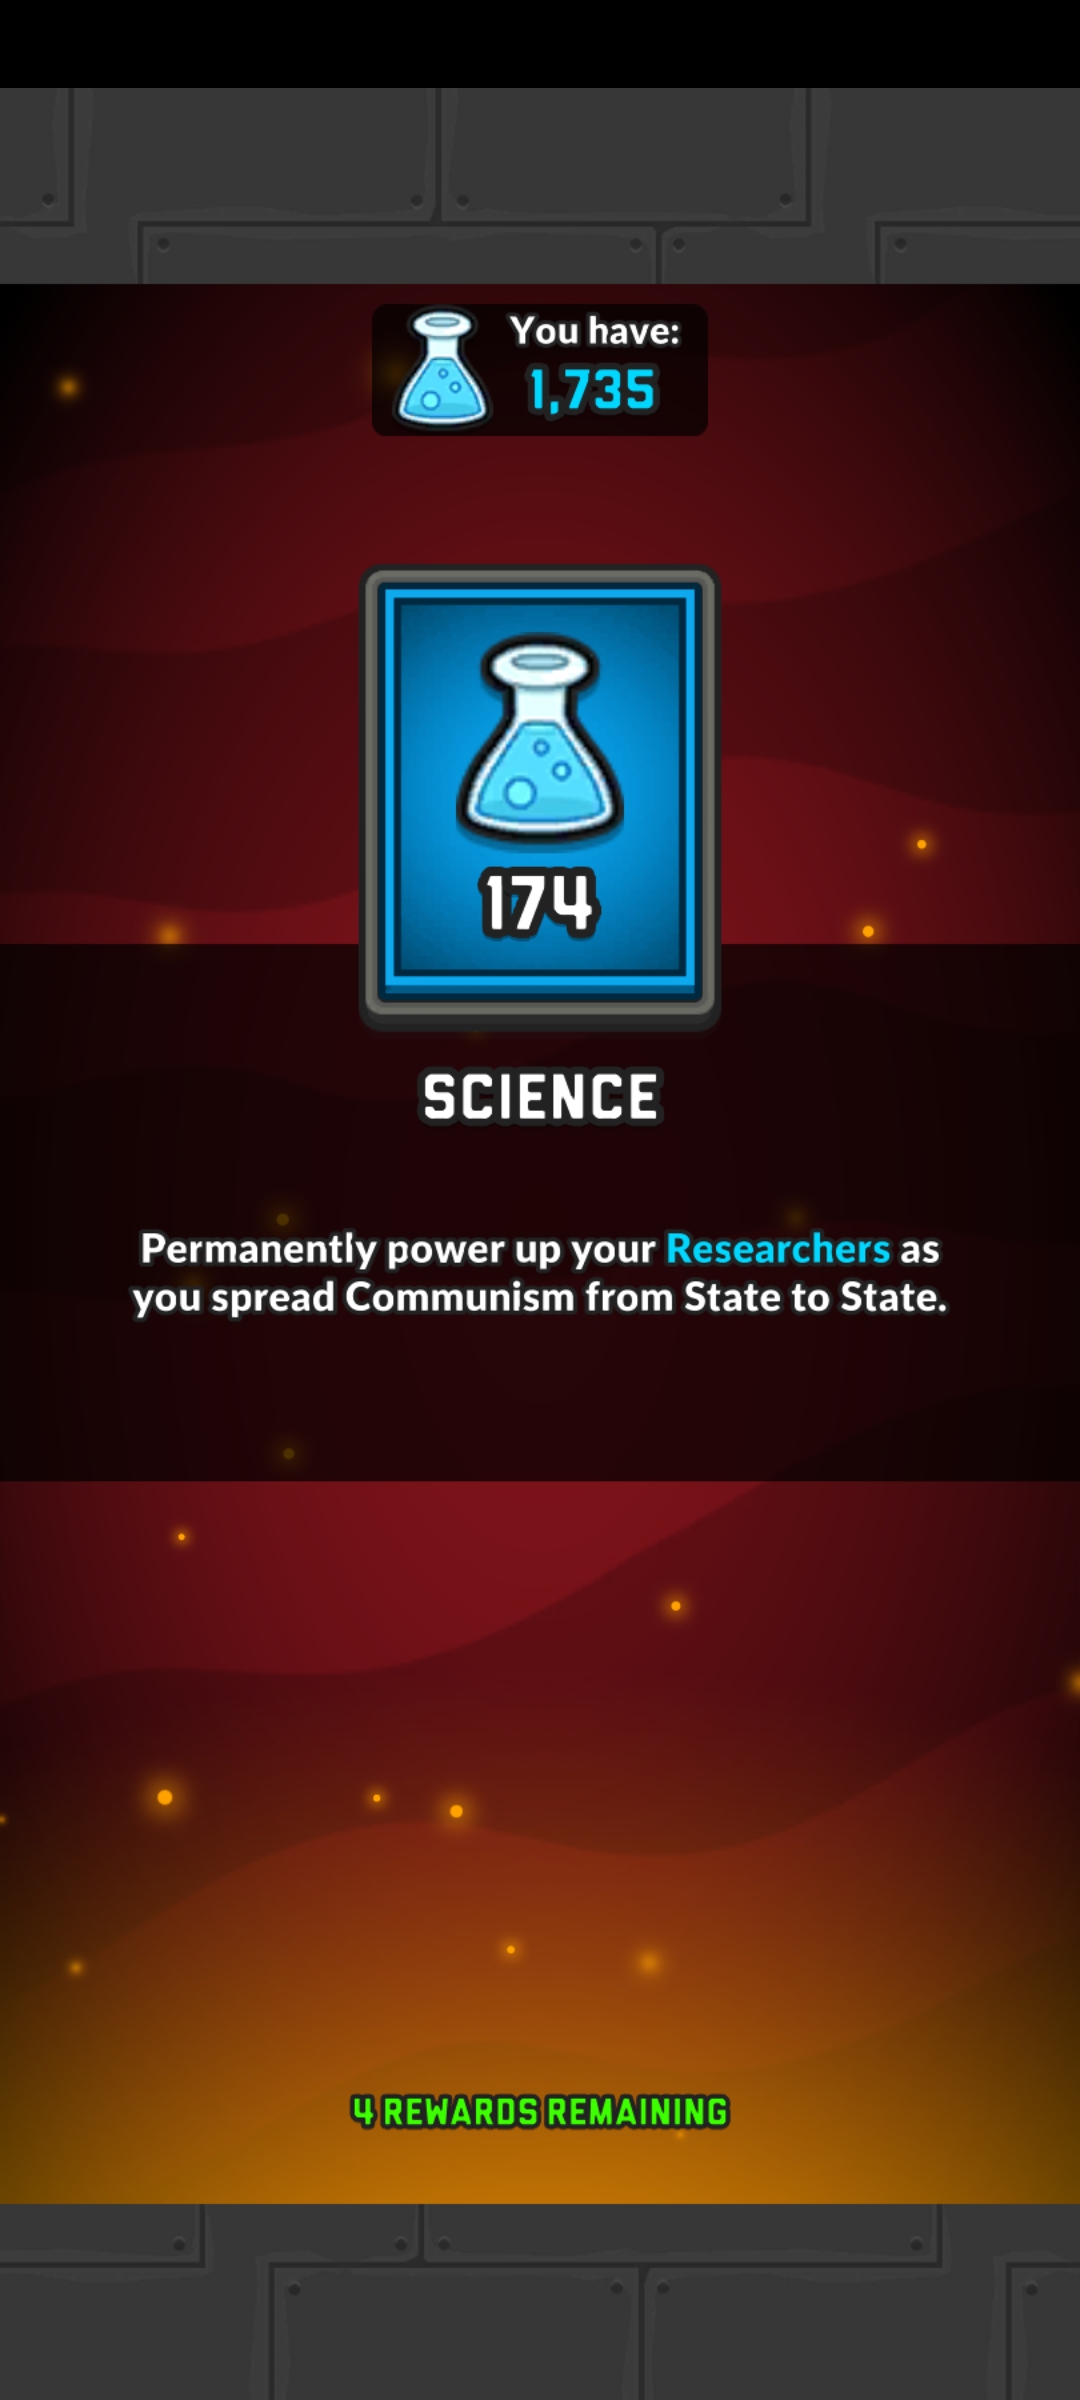 You have:
1,735
174
SCIENCE
Permanently power up your Researchers as
you spread Communism from State to State.
4 REWARDS REMAINING